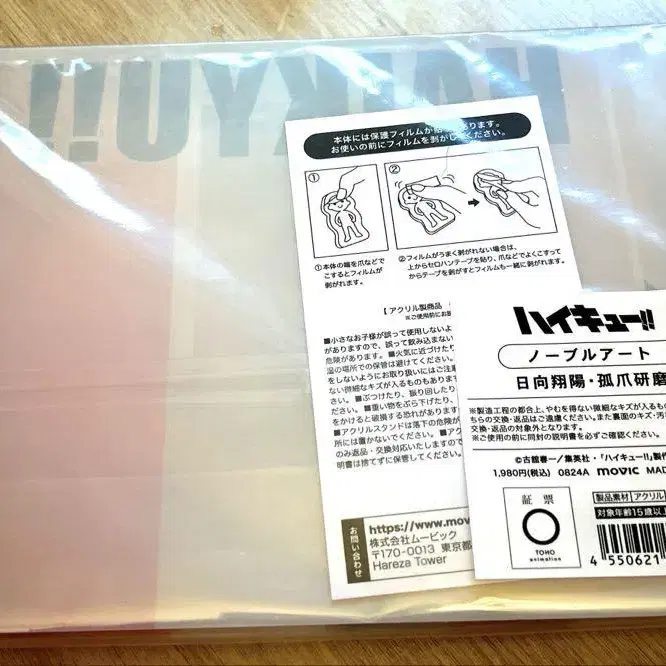 HAIKYU!!
本体には保護フィルムが貼ってあります。
お使いの前にフィルムを剥がしてください。
①
②
①本体の端を爪などで
こするとフィルムが
剥がれます。
②フィルムがうまく剥がれない場合は、
上からセロハンテープを貼り、爪などでよくこすって
からテープを剥がすとフィルムも一緒に剥がれます。
【アクリル製商品
※ご使用前にお
■小さなお子様が誤って使用しないよ
がありますので、誤って飲み込まない
危険があります。■火気に近づけたり
温の場所での保管は避けてください。
をしないようにお取り扱いにはご注意
ない微細なキズが入るものもあります
ださい。■ぶつけたり、振り回したり
ださい。■重い物をぶら下げたり、
をかけると破損する恐れがあります
■アクリルスタンドは落下の危険が
所には置かないでください。■アク
のみ返品・交換対応いたしますので
明書は捨てずに保管してください。
お問い合わせ
https://www.mov
株式会社ムービック
〒170-0013 東京都
Hareza Tower
ハイキュー!!
ノーブルアート
日向翔陽・孤爪研磨
※製造工程の都合上、やむを得ない微細なキズが入るもの
ちらの交換・返品はご遠慮ください。また裏面のキズ・汚
交換・返品の対象外となります。
※ご使用の前に同封の説明書を必ずご確認ください。
©古舘春一／集英社・「ハイキュー!!」製作
1,980円(税込) 0824A movic MAD
証票
TOHO
animation
製品素材 アクリル
対象年齢15歳以上
4 550621